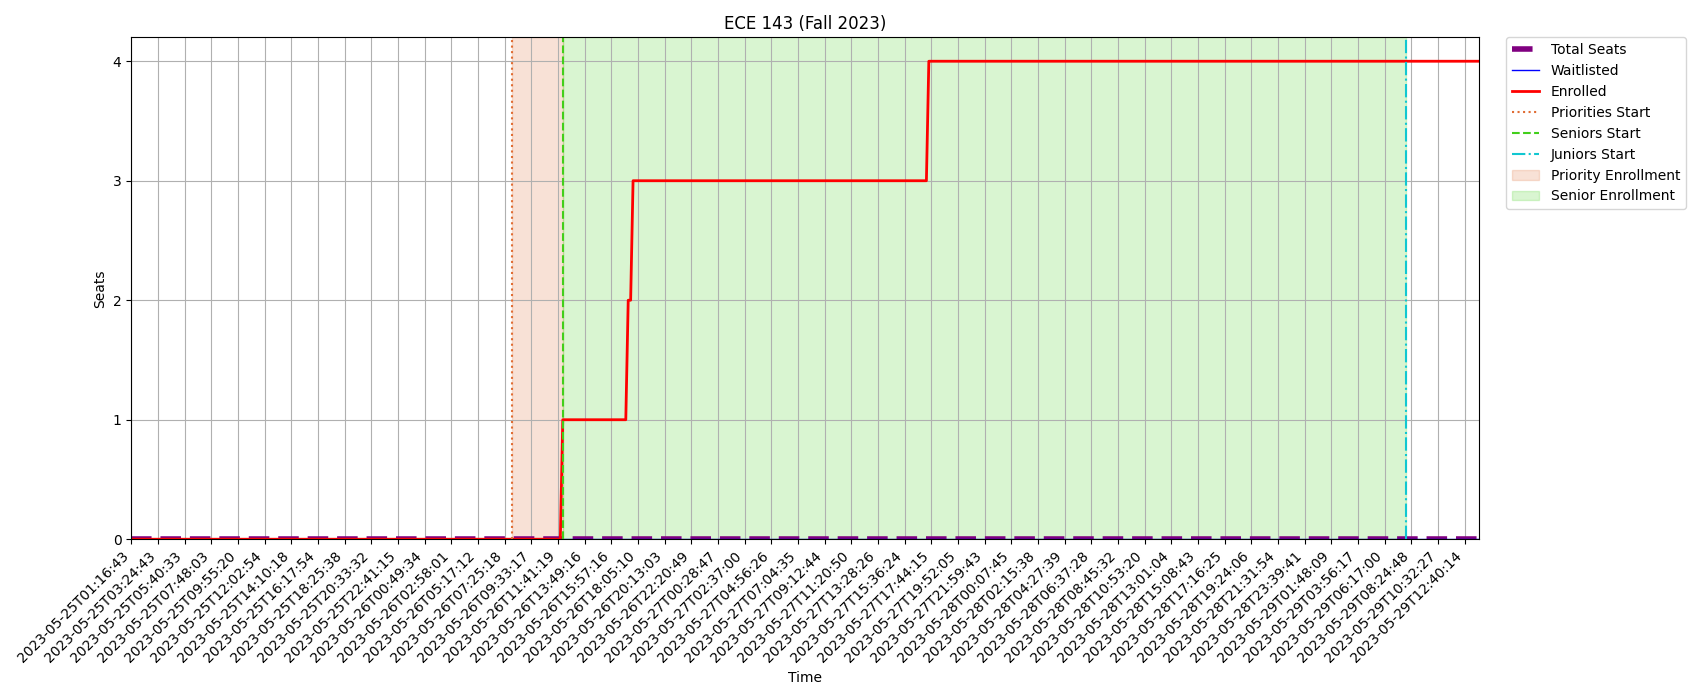 ECE 143 (Fall 2023)
Total Seats
Waitlisted
Enrolled
Priorities Start
Seniors Start
Juniors Start
Priority Enrollment
Senior Enrollment
Seats
4
3
2
1
0
2023-05-25T01:16:43
2023-05-25T03:24:43
2023-05-25T05:40:33
2023-05-25T07:48:03
2023-05-25T09:55:20
2023-05-25T12:02:54
2023-05-25T14:10:18
2023-05-25T16:17:54
2023-05-25T18:25:38
2023-05-25T20:33:32
2023-05-25T22:41:15
2023-05-26T00:49:34
2023-05-26T02:58:01
2023-05-26T05:17:12
2023-05-26T07:25:18
2023-05-26T09:33:17
2023-05-26T11:41:19
2023-05-26T13:49:16
2023-05-26T15:57:16
2023-05-26T18:05:10
2023-05-26T20:13:03
2023-05-26T22:20:49
2023-05-27T00:28:47
2023-05-27T02:37:00
2023-05-27T04:56:26
2023-05-27T07:04:35
2023-05-27T09:12:44
2023-05-27T11:20:50
2023-05-27T13:28:26
2023-05-27T15:36:24
2023-05-27T17:44:15
2023-05-27T19:52:05
2023-05-27T21:59:43
2023-05-28T00:07:45
2023-05-28T02:15:38
2023-05-28T04:27:39
2023-05-28T06:37:28
2023-05-28T08:45:32
2023-05-28T10:53:20
2023-05-28T13:01:04
2023-05-28T15:08:43
2023-05-28T17:16:25
2023-05-28T19:24:06
2023-05-28T21:31:54
2023-05-28T23:39:41
2023-05-29T01:48:09
2023-05-29T03:56:17
2023-05-29T06:17:00
2023-05-29T08:24:48
2023-05-29T10:32:27
2023-05-29T12:40:14
Time